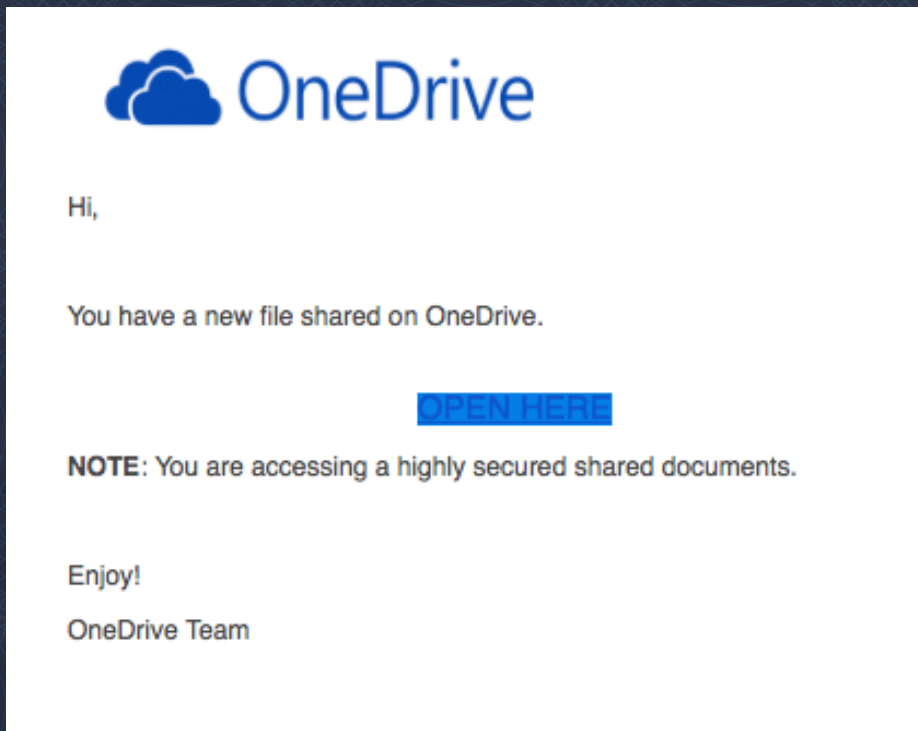 OneDrive
Hi,
You have a new file shared on OneDrive.
OPEN HERE
NOTE: You are accessing a highly secured shared documents.
Enjoy!
OneDrive Team